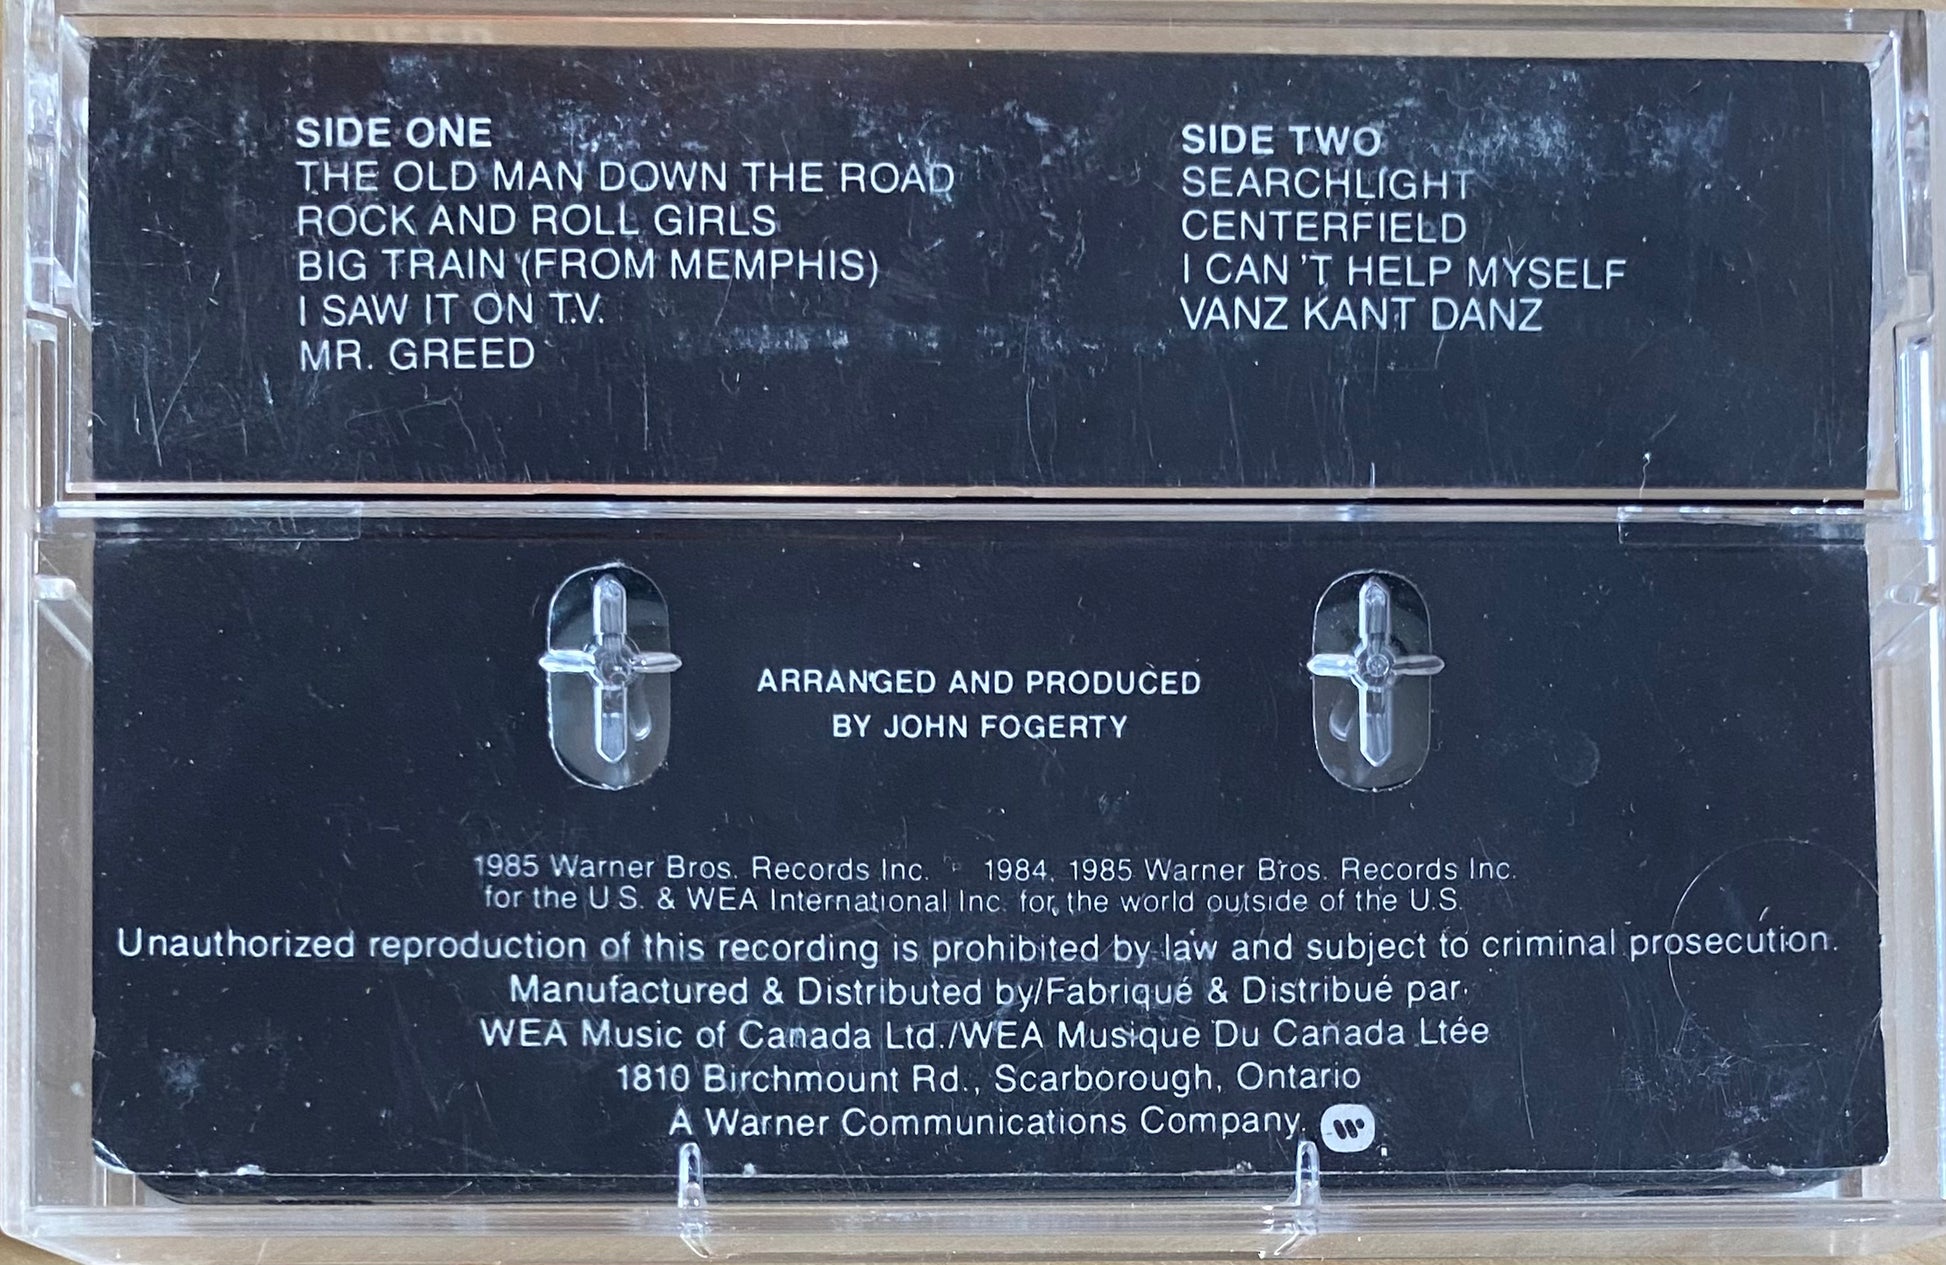 SIDE ONE
THE OLD MAN DOWN THE ROAD
ROCK AND ROLL GIRLS
BIG TRAIN (FROM MEMPHIS)
I SAW IT ON T.V.
MR. GREED
SIDE TWO
SEARCHLIGHT
CENTERFIELD
I CAN'T HELP MYSELF
VANZ KANT DANZ
ARRANGED AND PRODUCED
BY JOHN FOGERTY
1985 Warner Bros. Records Inc. 1984, 1985 Warner Bros. Records Inc.
for the U.S. & WEA International Inc. for the world outside of the U.S.
Unauthorized reproduction of this recording is prohibited by law and subject to criminal prosecution.
Manufactured & Distributed by/Fabriqué & Distribué par
WEA Music of Canada Ltd./WEA Musique Du Canada Ltée
1810 Birchmount Rd., Scarborough, Ontario
A Warner Communications Company.